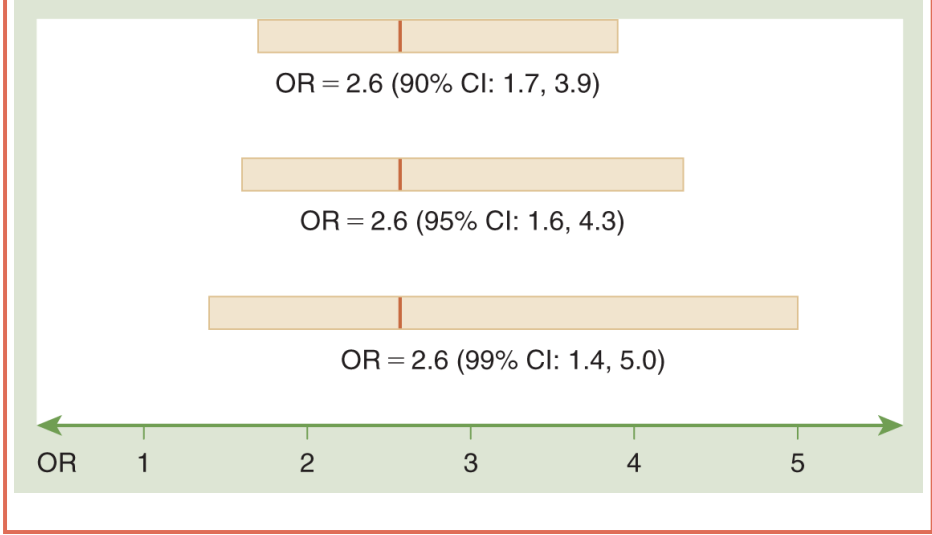 OR = 2.6 (90% CI: 1.7, 3.9)
OR = 2.6 (95% CI: 1.6, 4.3)
OR = 2.6 (99% CI: 1.4, 5.0)
OR 1 2 3 4 5